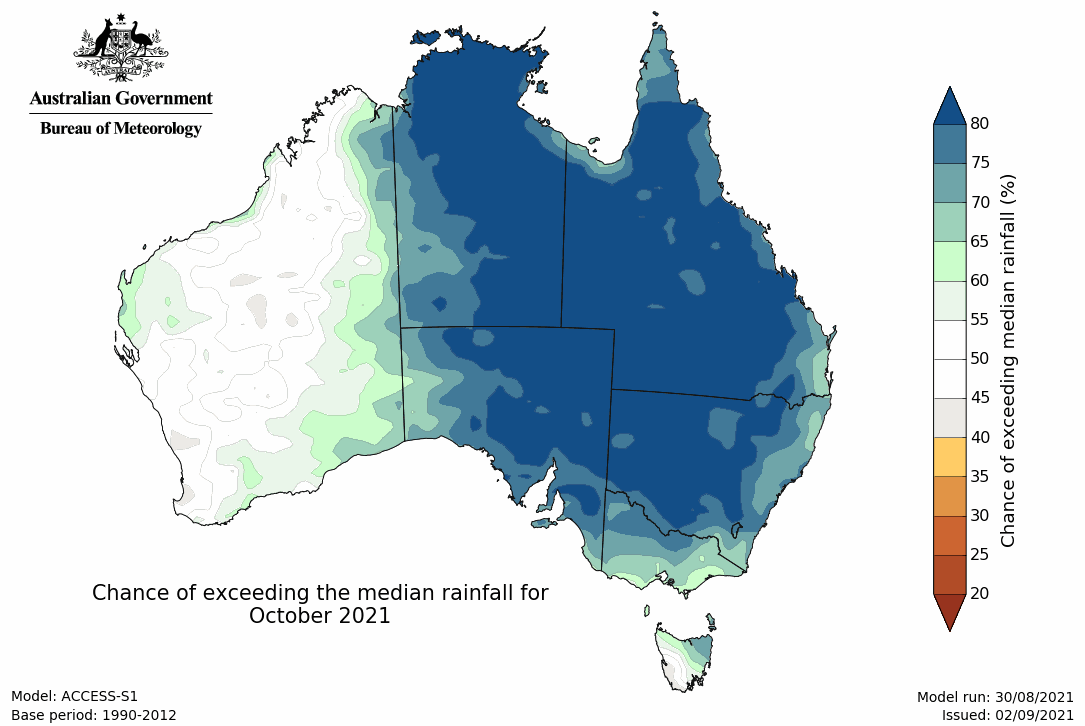 Australian Government
Bureau of Meteorology
80
75
70
65
60
55
50
45
40
35
30
25
20
Chance of exceeding median rainfall (%)
Chance of exceeding the median rainfall for
October 2021
Model: ACCESS-S1
Base period: 1990-2012
Model run: 30/08/2021
Issued: 02/09/2021